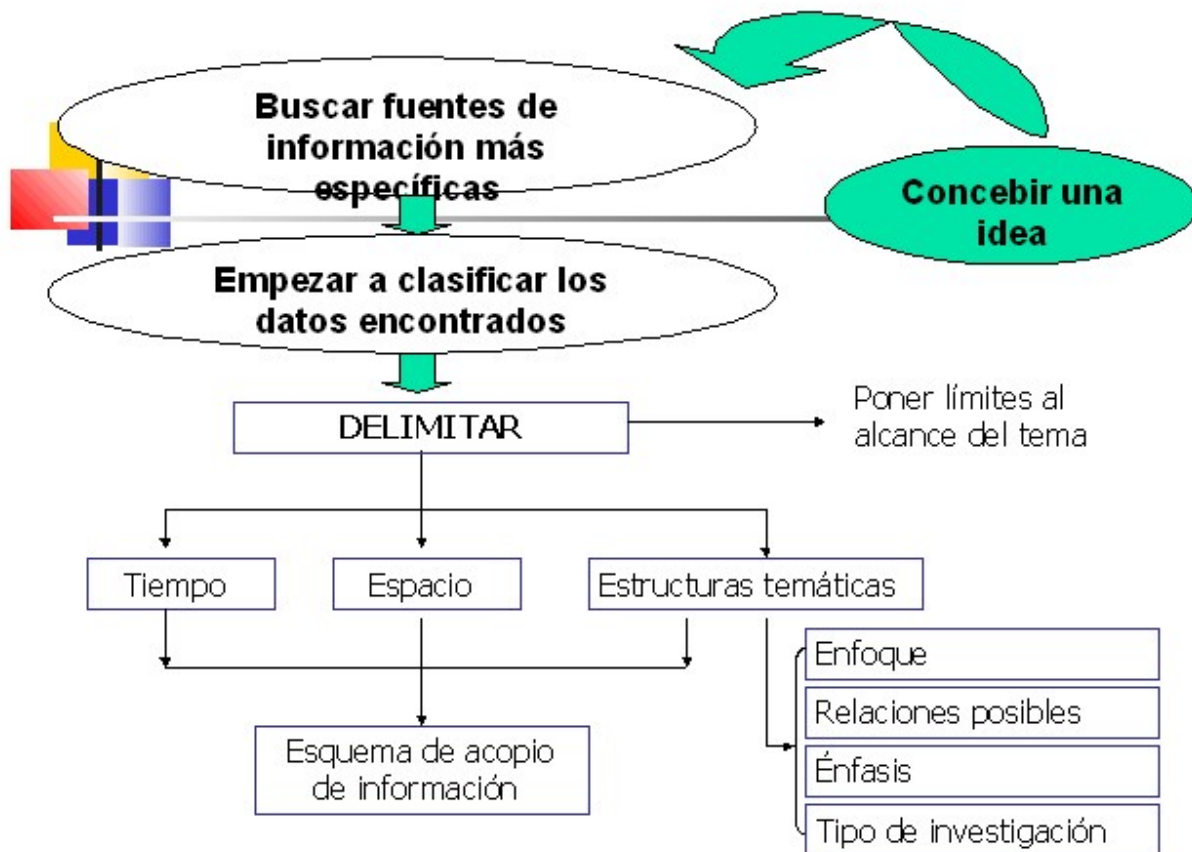 Buscar fuentes de
información más
específicas
Concebir una
idea
Empezar a clasificar los
datos encontrados
DELIMITAR
Poner límites al
alcance del tema
Tiempo
Espacio
Estructuras temáticas
Enfoque
Relaciones posibles
Énfasis
Tipo de investigación
Esquema de acopio
de información